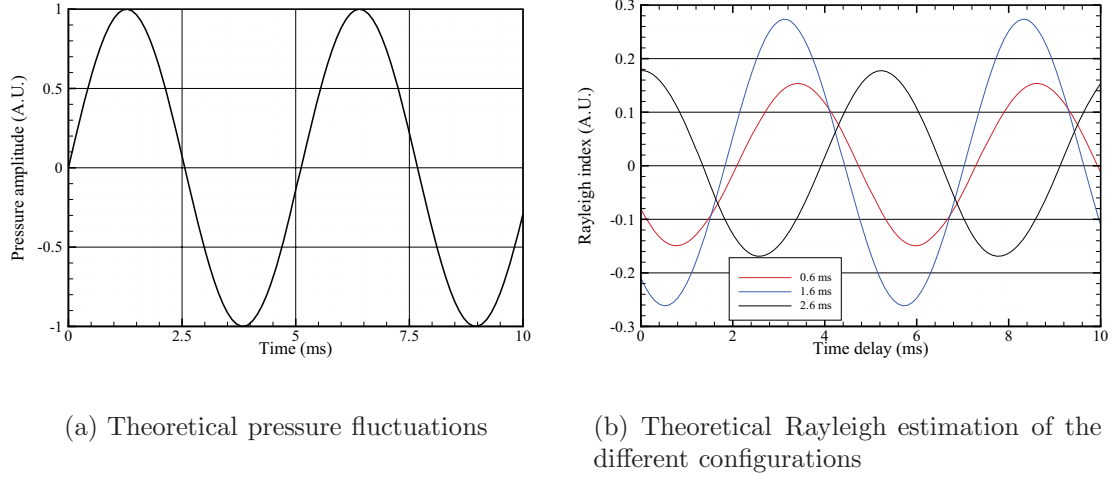 1
0.5
0
-0.5
-1
Pressure amplitude (A.U.)
0 2.5 5 7.5 10
Time (ms)
0.3
0.2
0.1
0
-0.1
-0.2
-0.3
Rayleigh index (A.U.)
0.6 ms
1.6 ms
2.6 ms
0 2 4 6 8 10
Time delay (ms)
(a) Theoretical pressure fluctuations
(b) Theoretical Rayleigh estimation of the
different configurations